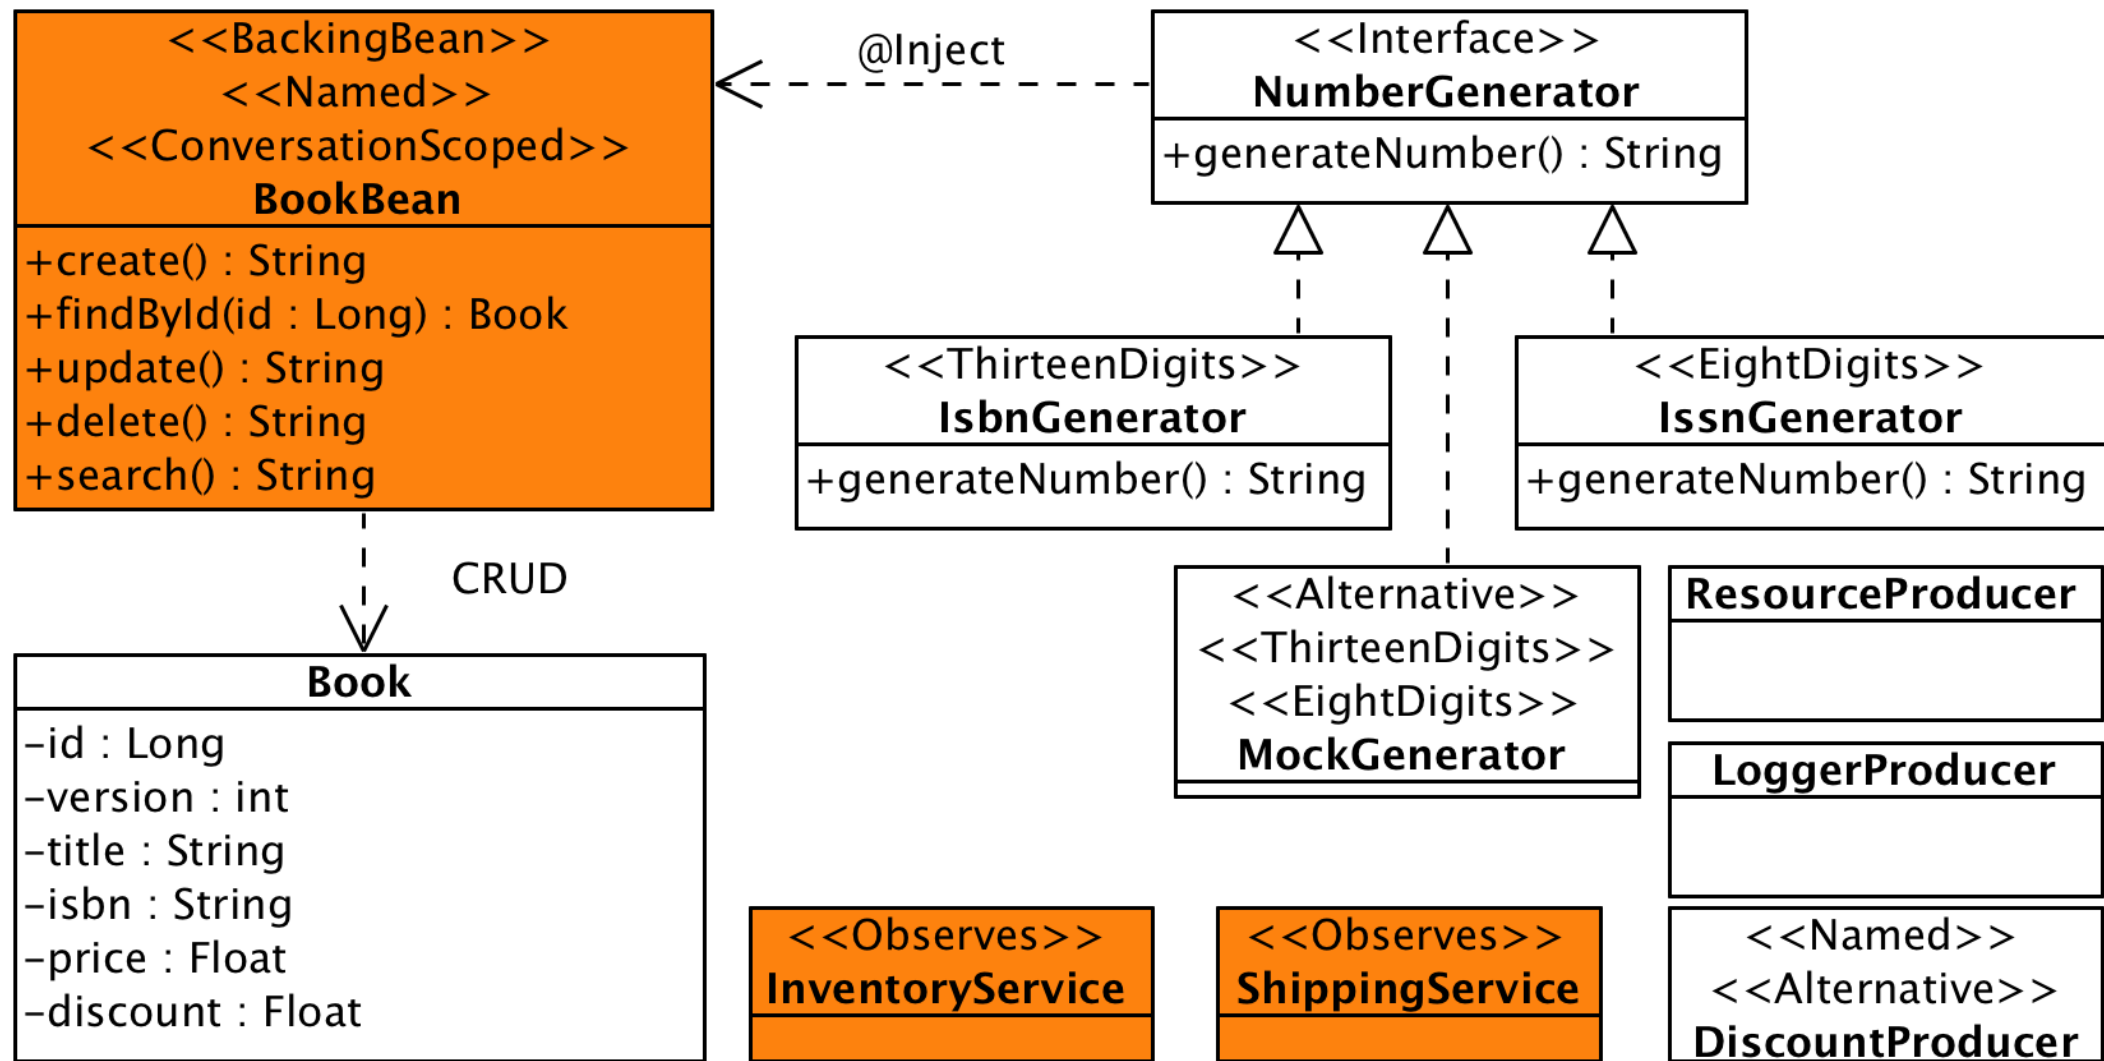 <<BackingBean>>
<<Named>>
<<ConversationScoped>>
BookBean
+create() : String
+findById(id : Long) : Book
+update() : String
+delete() : String
+search() : String
@Inject
<<Interface>>
NumberGenerator
+generateNumber() : String
<<ThirteenDigits>>
IsbnGenerator
+generateNumber() : String
<<EightDigits>>
IssnGenerator
+generateNumber() : String
CRUD
Book
-id : Long
-version : int
-title : String
-isbn : String
-price : Float
-discount : Float
<<Alternative>>
<<ThirteenDigits>>
<<EightDigits>>
MockGenerator
ResourceProducer
LoggerProducer
<<Observes>>
InventoryService
<<Observes>>
ShippingService
<<Named>>
<<Alternative>>
DiscountProducer